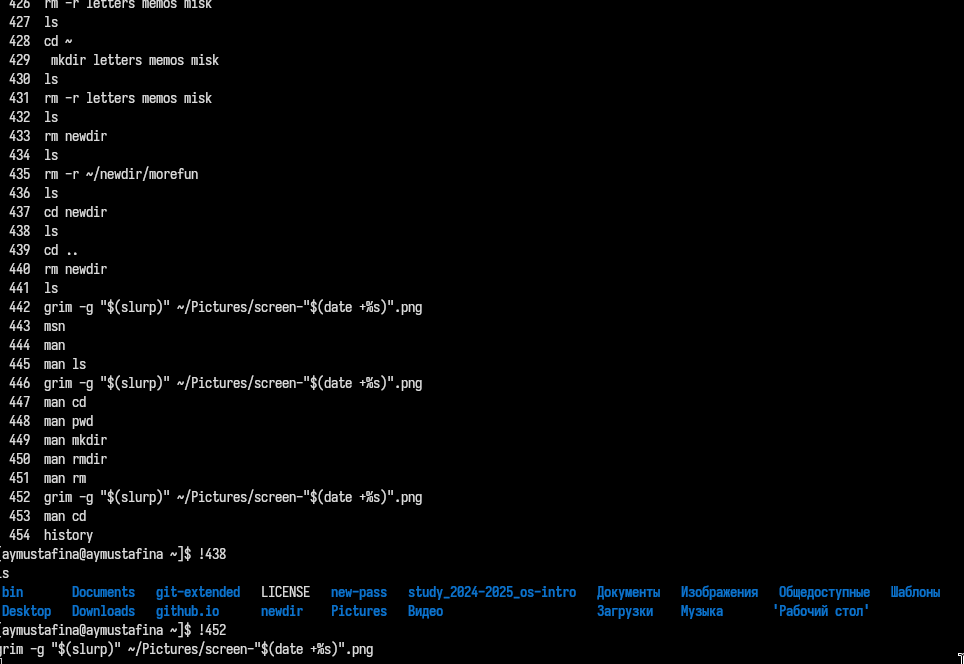 426 rm -r letters memos misk
427 ls
428 cd ~
429 mkdir letters memos misk
430 ls
431 rm -r letters memos misk
432 ls
433 rm newdir
434 ls
435 rm -r ~/newdir/morefun
436 ls
437 cd newdir
438 ls
439 cd ..
440 rm newdir
441 ls
442 grim -g "$(slurp)" ~/Pictures/screen-"$(date +%s)".png
443 msn
444 man
445 man ls
446 grim -g "$(slurp)" ~/Pictures/screen-"$(date +%s)".png
447 man cd
448 man pwd
449 man mkdir
450 man rmdir
451 man rm
452 grim -g "$(slurp)" ~/Pictures/screen-"$(date +%s)".png
453 man cd
454 history
[aymustafina@aymustafina ~]$ !438
ls
bin Documents git-extended LICENSE new-pass study_2024-2025_os-intro Документы Изображения Общедоступные Шаблоны
Desktop Downloads github.io newdir Pictures Видео Загрузки Музыка 'Рабочий стол'
[aymustafina@aymustafina ~]$ !452
grim -g "$(slurp)" ~/Pictures/screen-"$(date +%s)".png